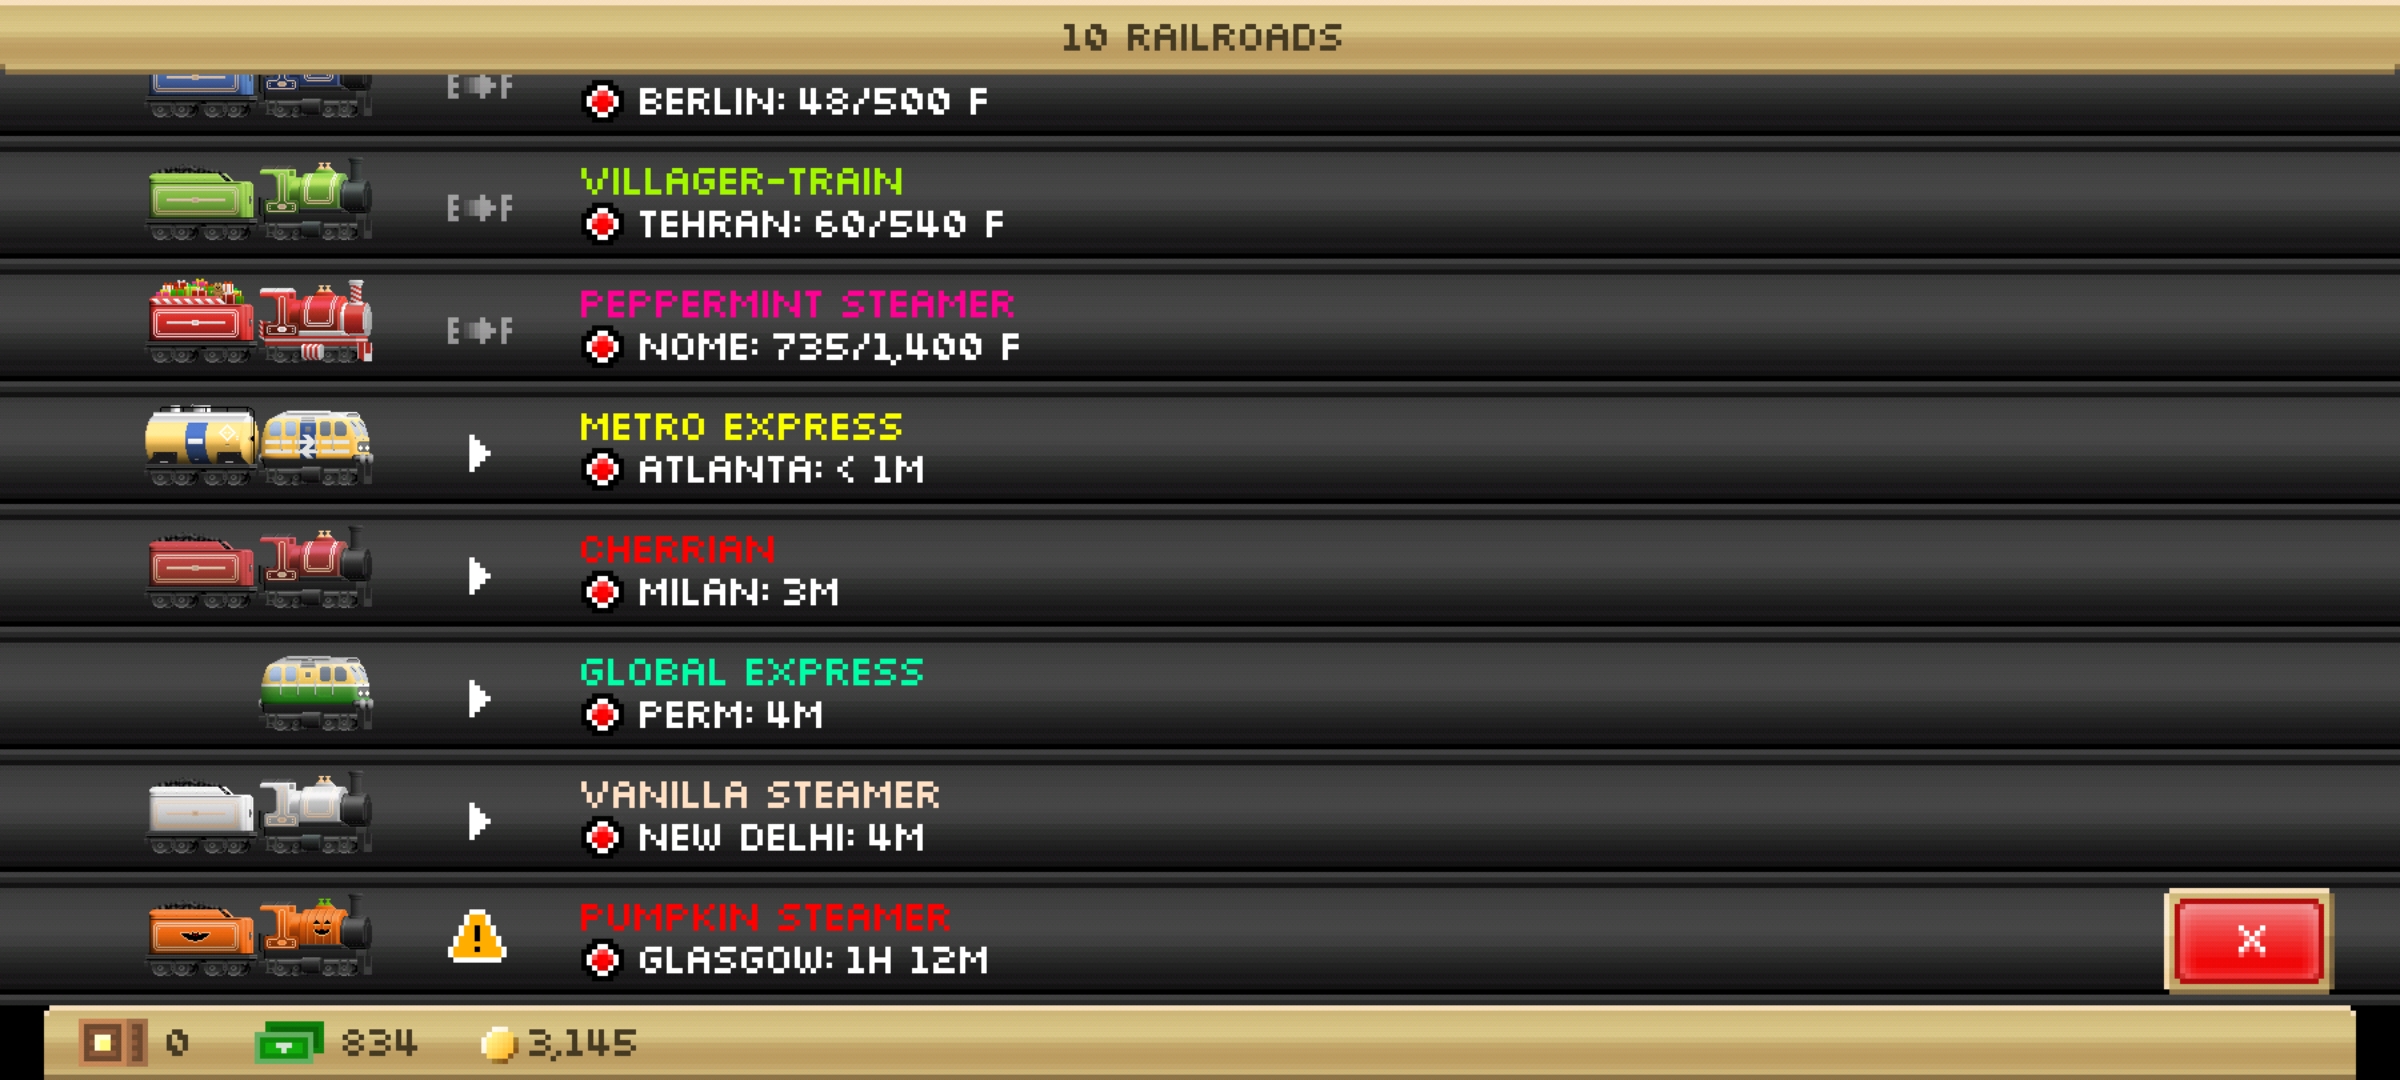 10 RAILROADS
E F
BERLIN: 48/500 F
VILLAGER-TRAIN
E F
TEHRAN: 60/540 F
PEPPERMINT STEAMER
E F
NOME: 735/1,400 F
METRO EXPRESS
ATLANTA: < 1M
CHERRIAN
MILAN: 3M
GLOBAL EXPRESS
PERM: 4M
VANILLA STEAMER
NEW DELHI: 4M
PUMPKIN STEAMER
GLASGOW: 1H 12M
X
0 834 3,145